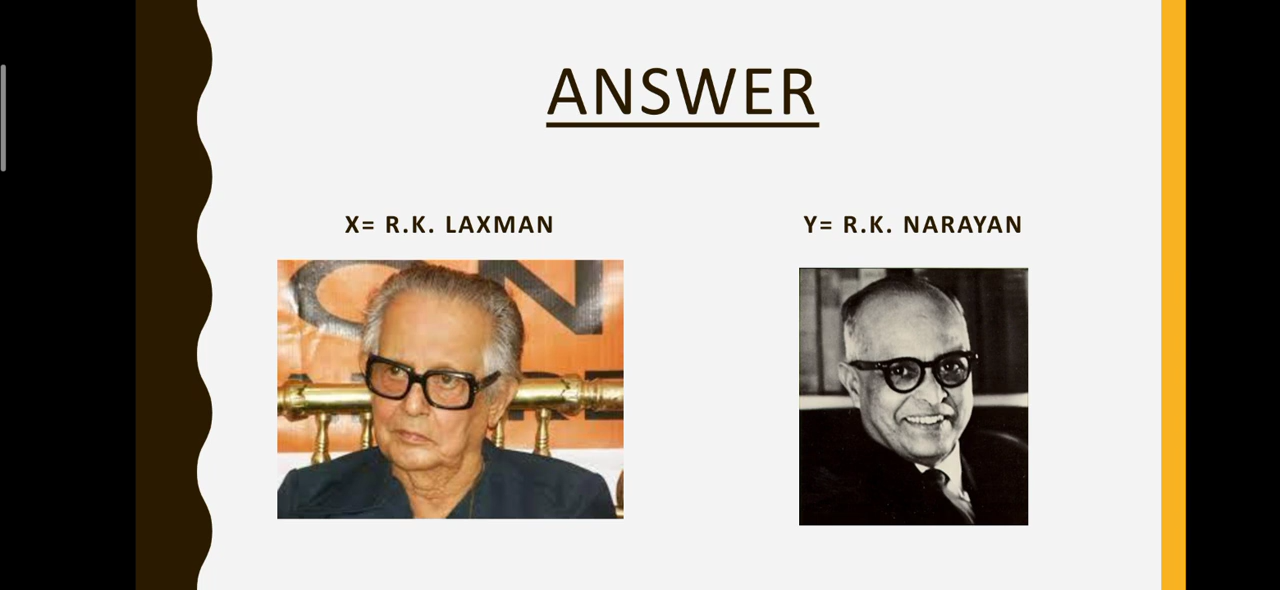 ANSWER
X= R.K. LAXMAN
Y= R.K. NARAYAN